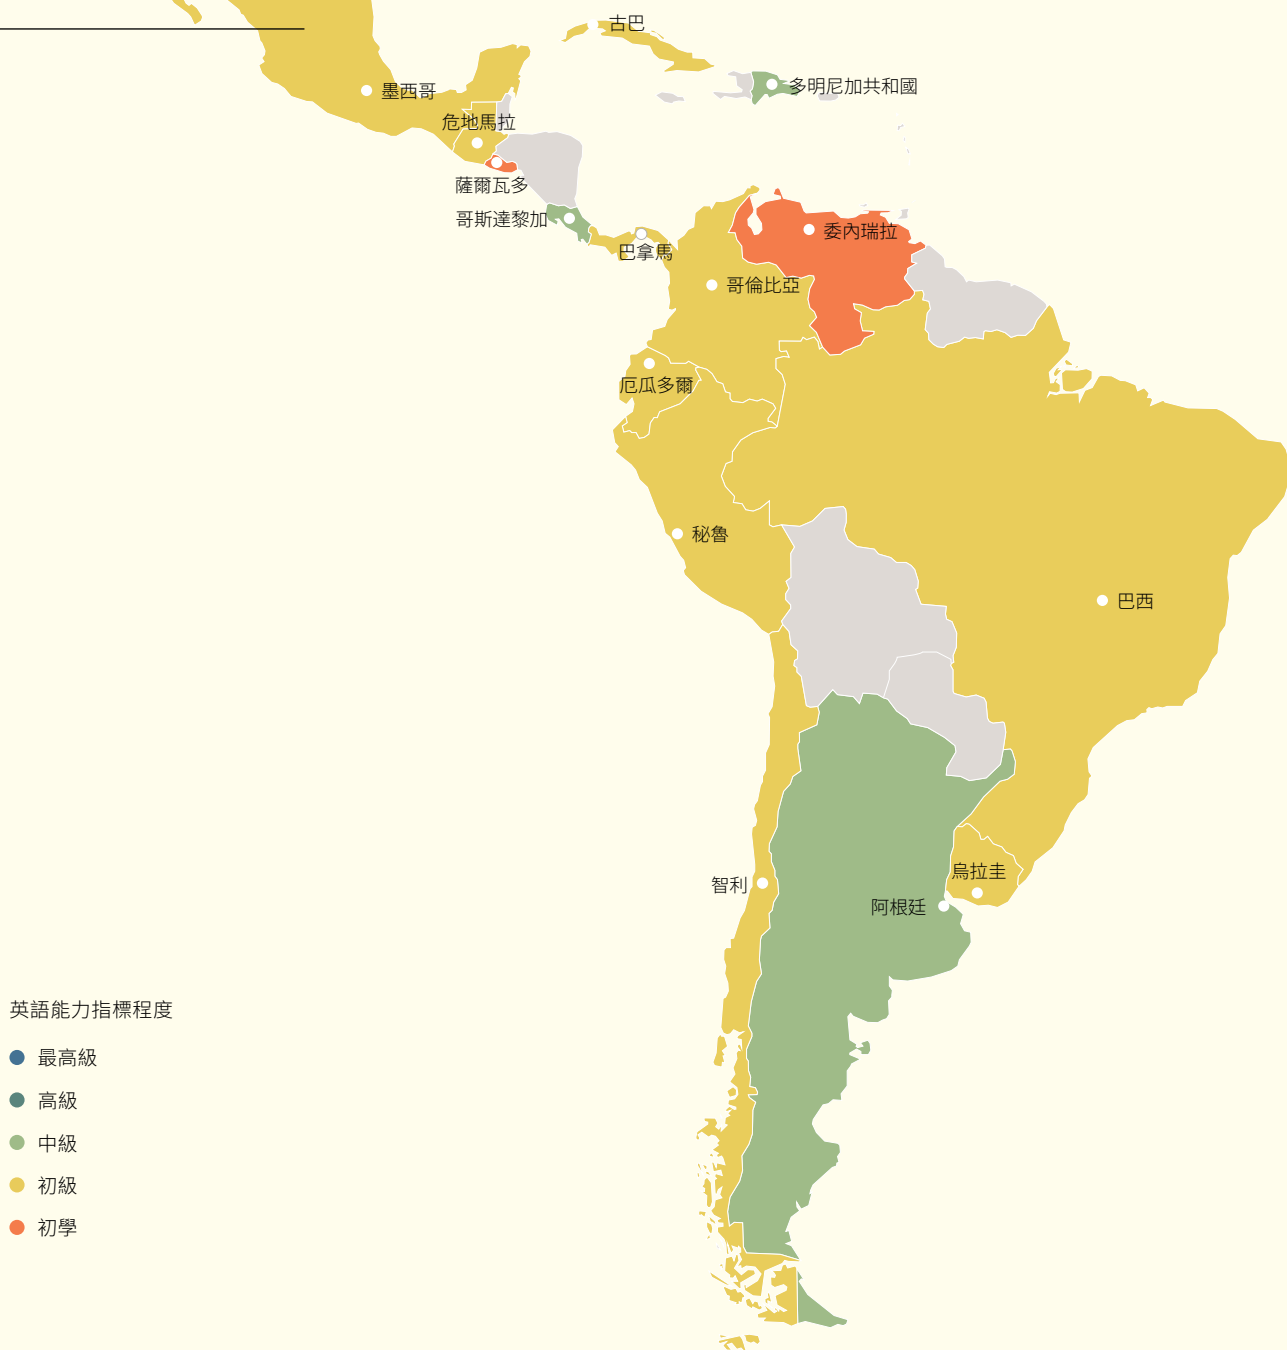 古巴
多明尼加共和國
墨西哥
危地馬拉
薩爾瓦多
哥斯達黎加
委內瑞拉
巴拿馬
哥倫比亞
厄瓜多爾
秘魯
巴西
烏拉圭
智利
阿根廷
英語能力指標程度
最高級
高級
中級
初級
初學